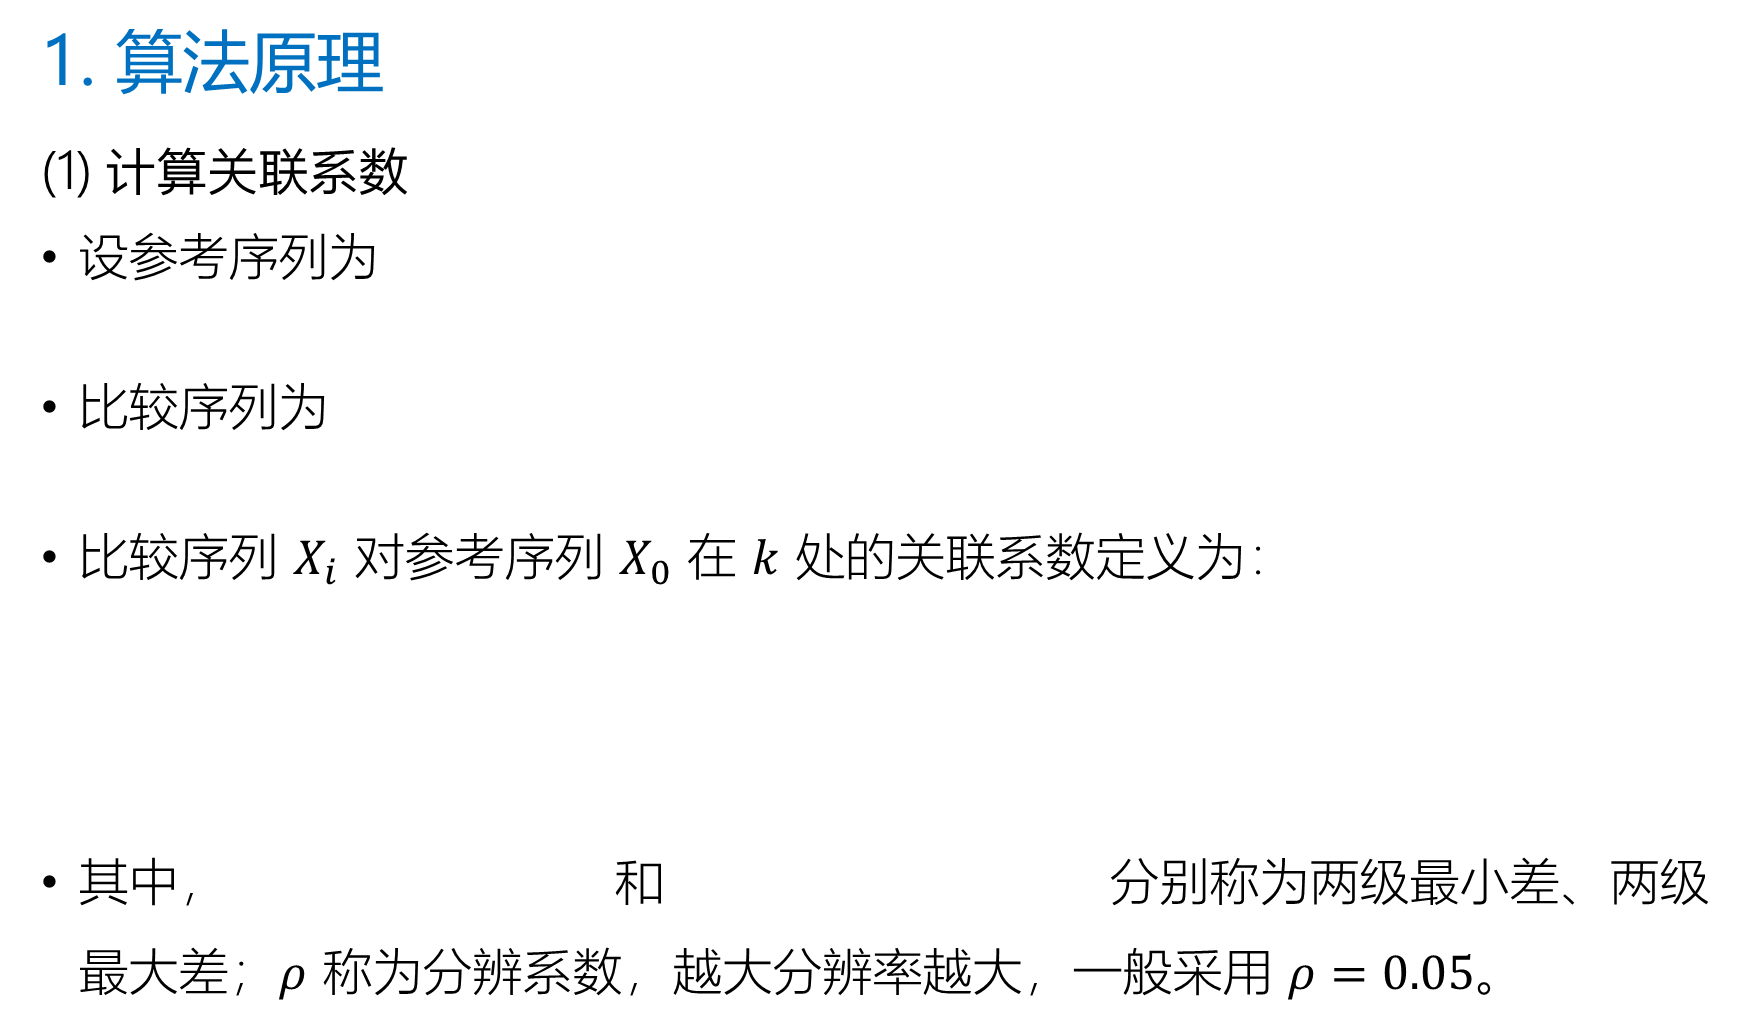 1. 算法原理
(1) 计算关联系数
• 设参考序列为
• 比较序列为
• 比较序列 X_i 对参考序列 X_0 在 k 处的关联系数定义为：
• 其中， 和 分别称为两级最小差、两级
最大差；ρ 称为分辨系数，越大分辨率越大，一般采用 ρ = 0.05。